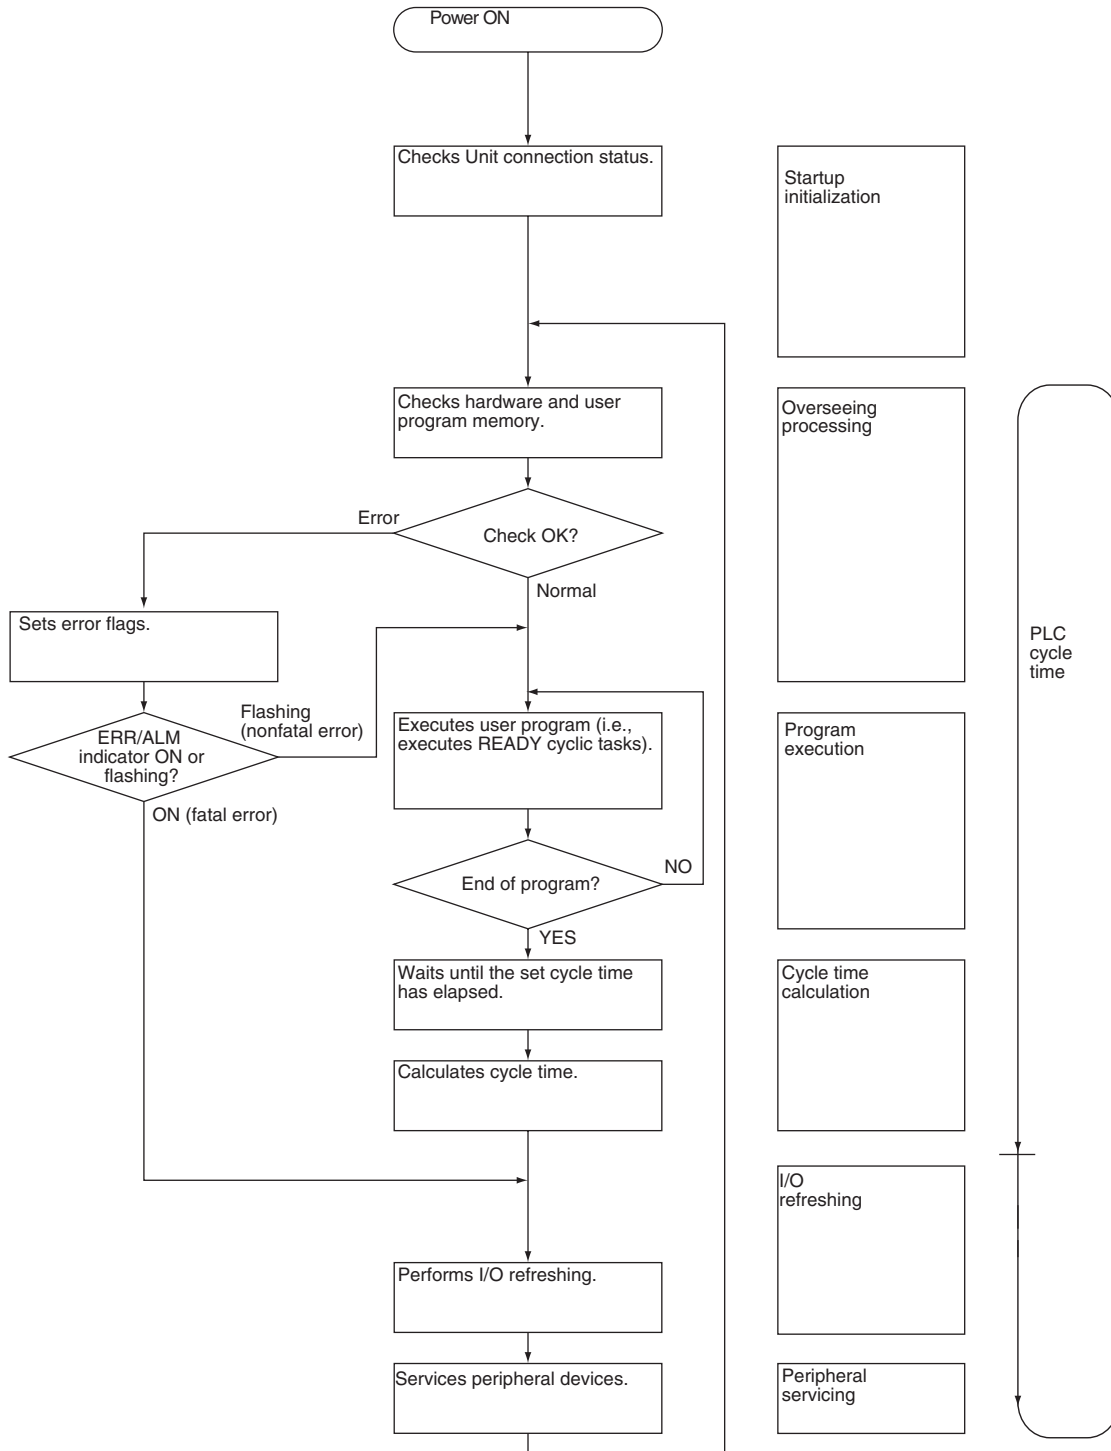 Power ON
Checks Unit connection status.
Startup
initialization
Checks hardware and user
program memory.
Overseeing
processing
Error
Check OK?
Normal
Sets error flags.
PLC
cycle
time
Flashing
(nonfatal error)
ERR/ALM
indicator ON or
flashing?
Executes user program (i.e.,
executes READY cyclic tasks).
Program
execution
ON (fatal error)
NO
End of program?
YES
Waits until the set cycle time
has elapsed.
Cycle time
calculation
Calculates cycle time.
I/O
refreshing
Performs I/O refreshing.
Services peripheral devices.
Peripheral
servicing